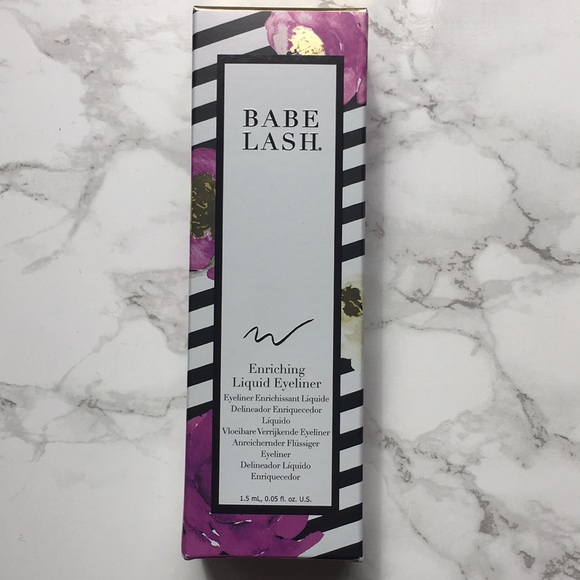 BABE
LASH.
Enriching
Liquid Eyeliner
Eyeliner Enrichissant Liquide
Delineador Enriquecedor
Líquido
Vloeibare Verrijkende Eyeliner
Anreichernder Flüssiger
Eyeliner
Delineador Líquido
Enriquecedor
1.5 mL, 0.05 fl. oz. U.S.